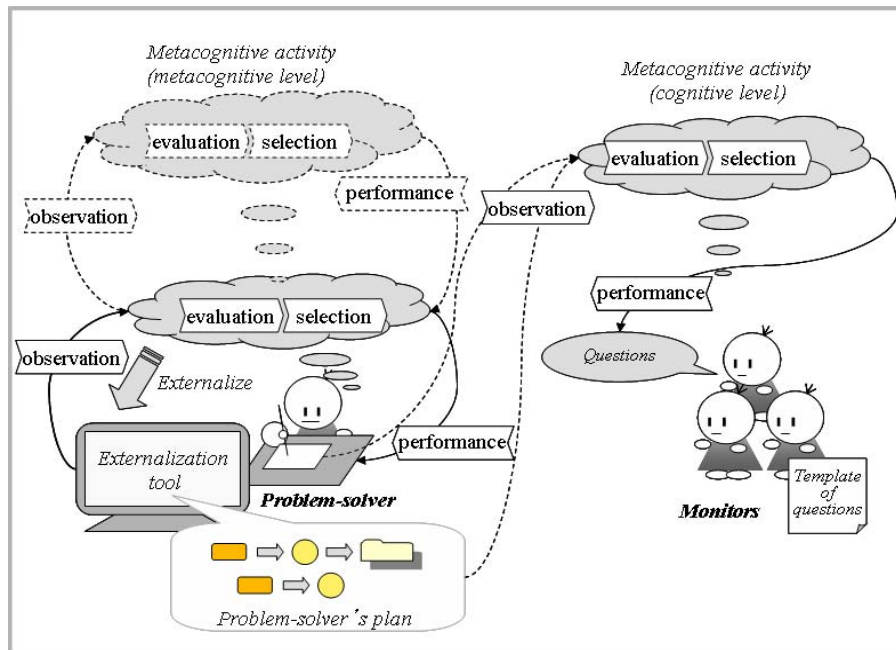 Metacognitive activity
(metacognitive level)
evaluation
selection
observation
performance
evaluation
selection
observation
Externalize
Externalization
tool
performance
Problem-solver
Problem-solver´s plan
Metacognitive activity
(cognitive level)
evaluation
selection
observation
performance
Questions
Monitors
Template
of
questions